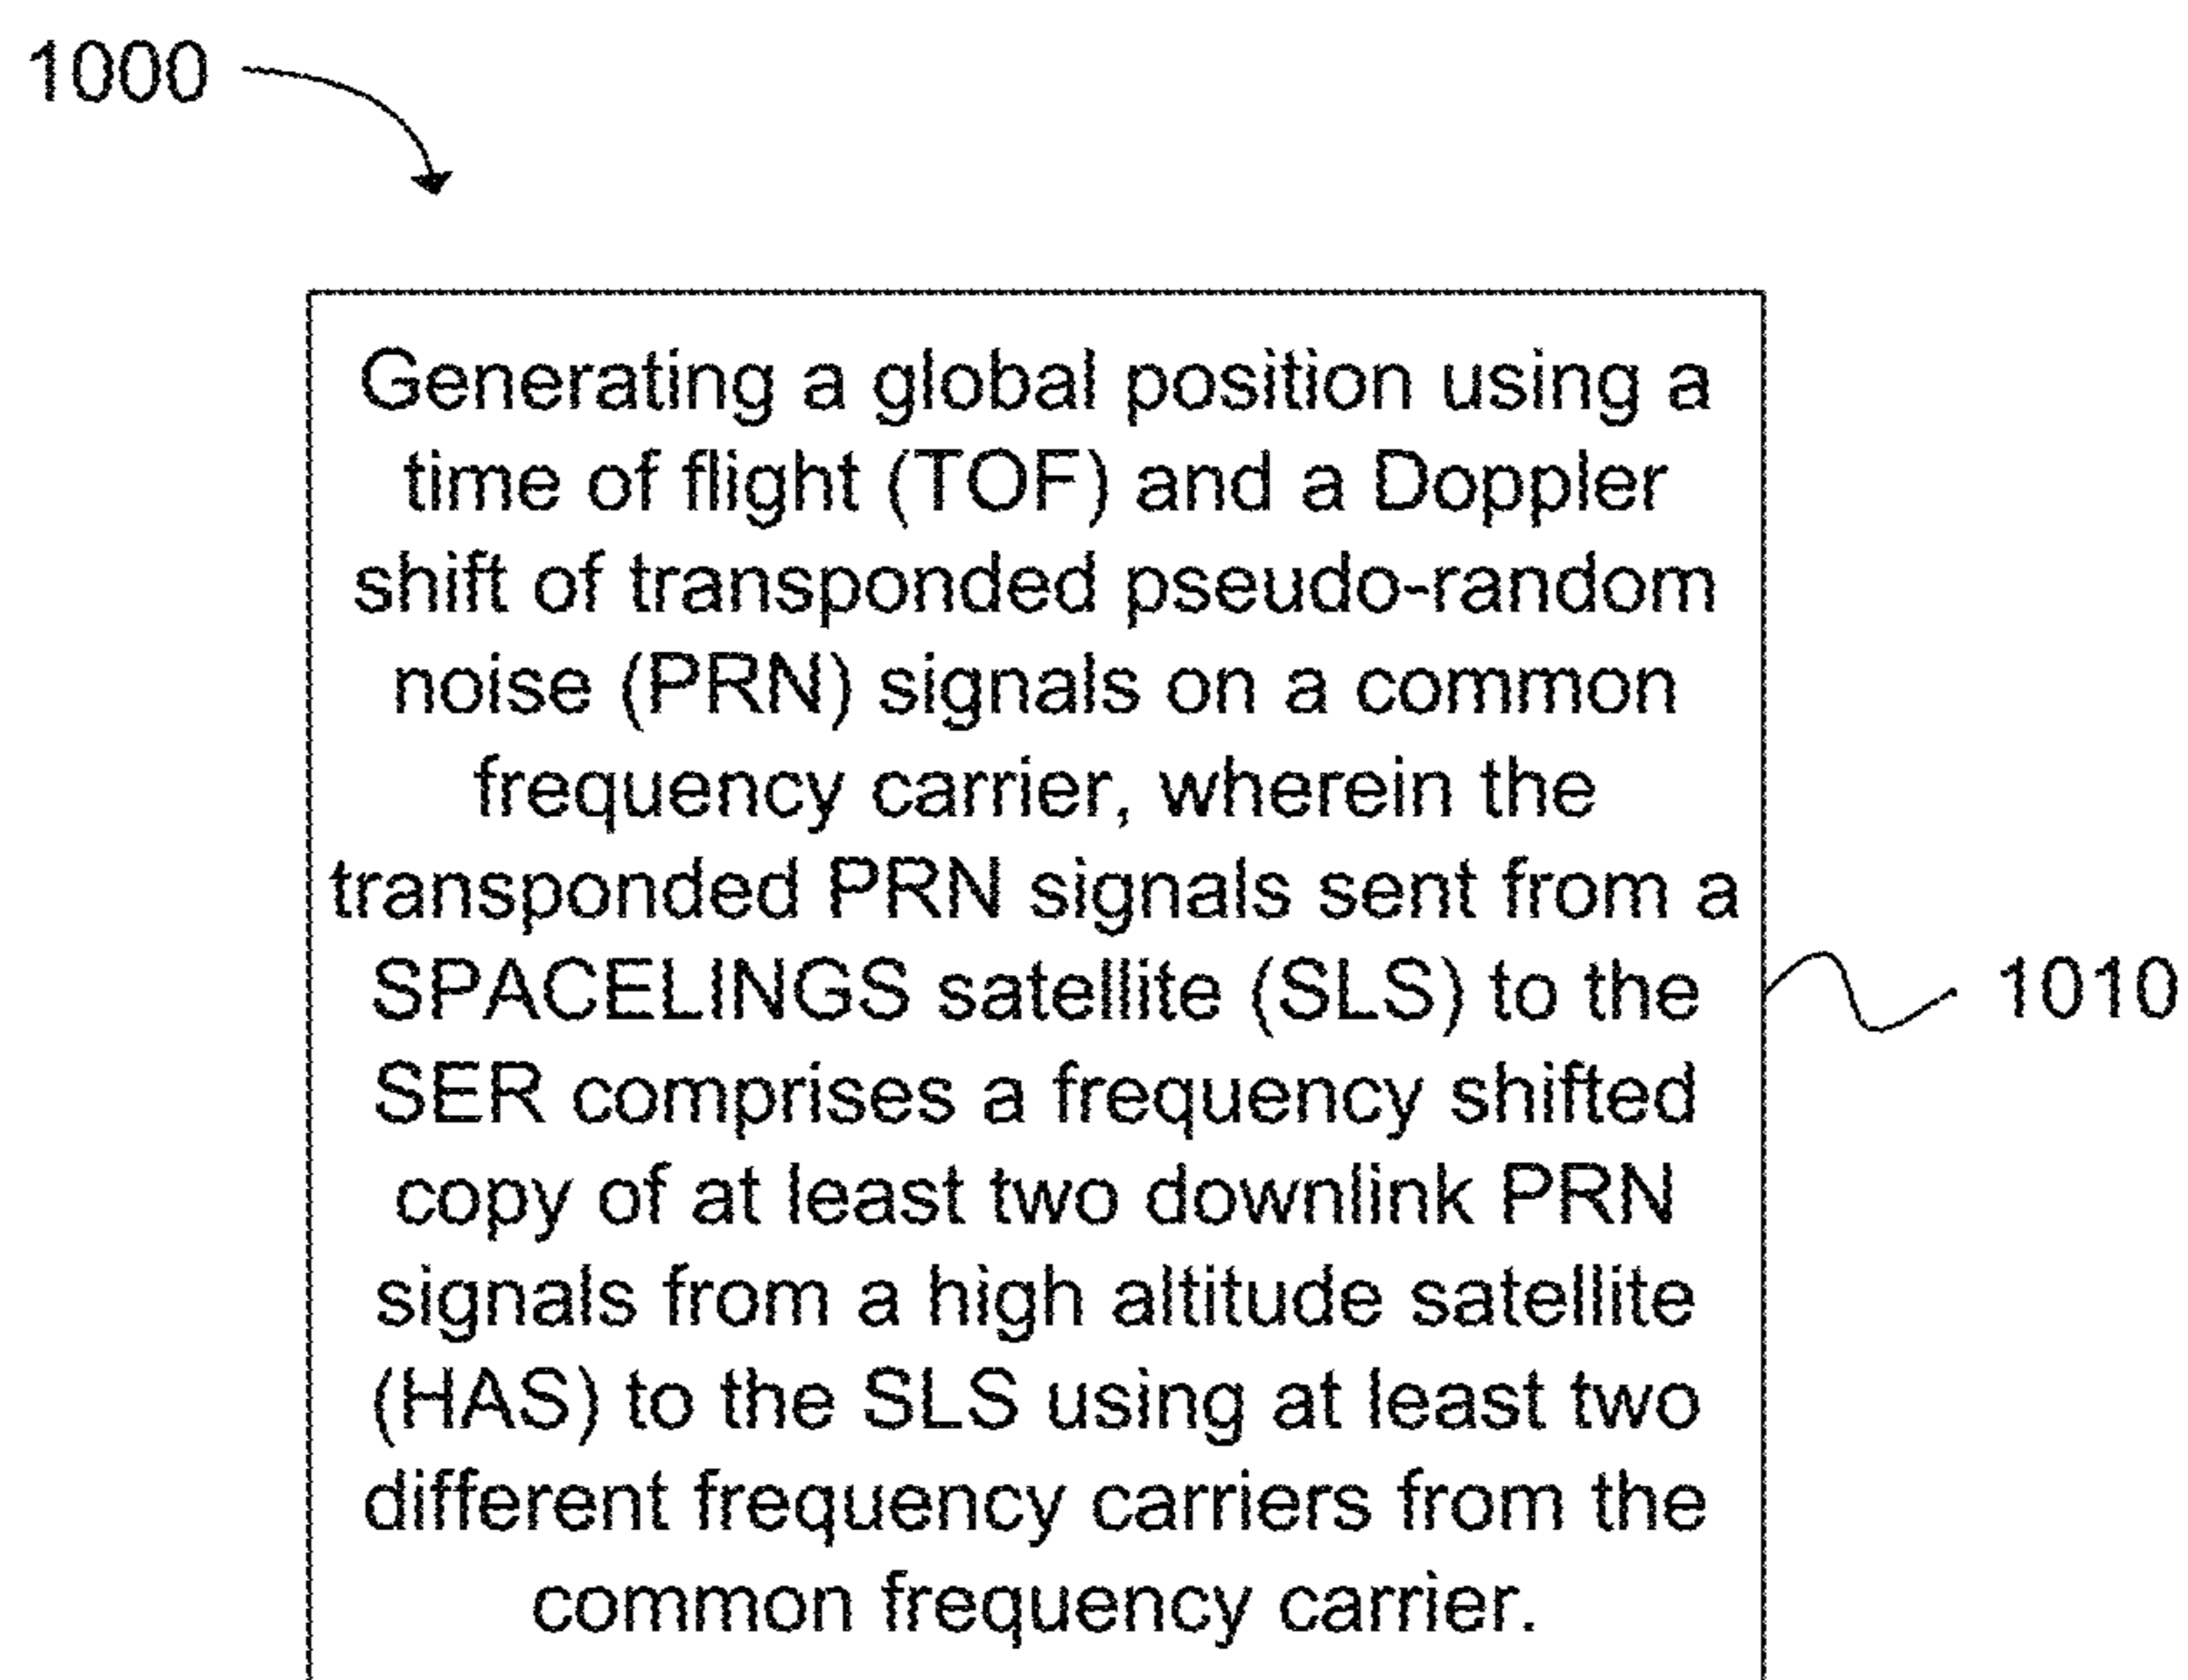 1000
Generating a global position using a
time of flight (TOF) and a Doppler
shift of transponded pseudo-random
noise (PRN) signals on a common
frequency carrier, wherein the
transponded PRN signals sent from a
SPACELINGS satellite (SLS) to the
SER comprises a frequency shifted
copy of at least two downlink PRN
signals from a high altitude satellite
(HAS) to the SLS using at least two
different frequency carriers from the
common frequency carrier.
1010